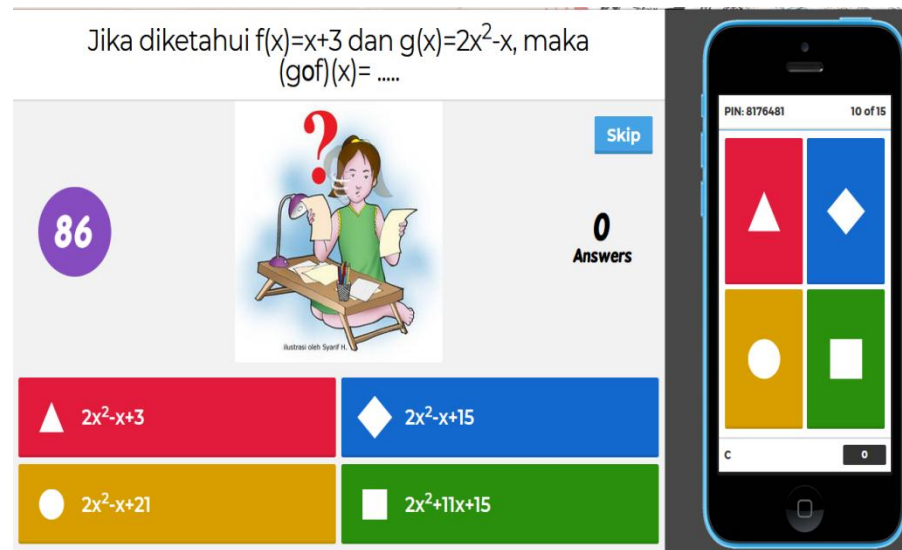 Jika diketahui f(x)=x+3 dan g(x)=2x²-x, maka
(gof)(x)= .....
Skip
86
0
Answers
ilustrasi oleh Syarif H.
2x²-x+3
2x²-x+15
2x²-x+21
2x²+11x+15
PIN: 8176481
10 of 15
C
0